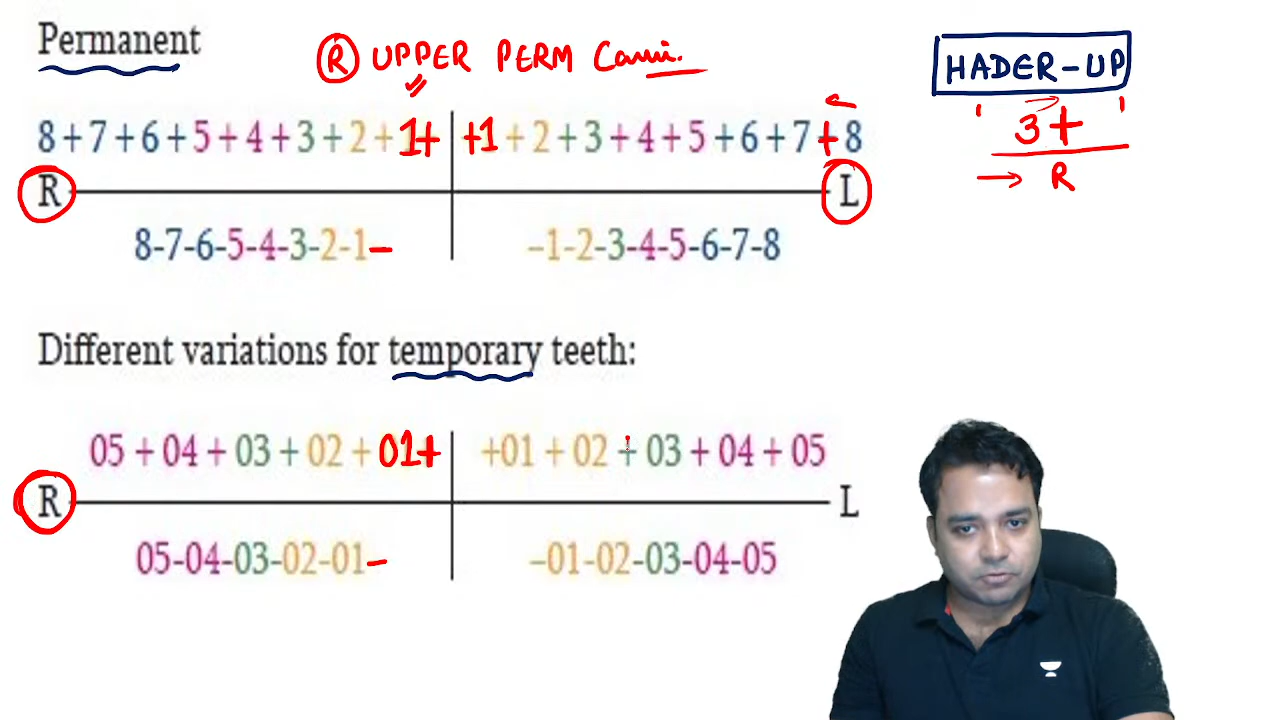 Permanent
Ⓡ UPPER PERM Cani.
HADER-UP
8+7+6+5+4+3+2+1+ +1+2+3+4+5+6+7+8
' 3+ '
R L
→ R
8-7-6-5-4-3-2-1- –1-2-3-4-5-6-7-8
Different variations for temporary teeth:
05+04+03+02+01+ +01+02+03+04+05
R L
05-04-03-02-01- –01-02-03-04-05